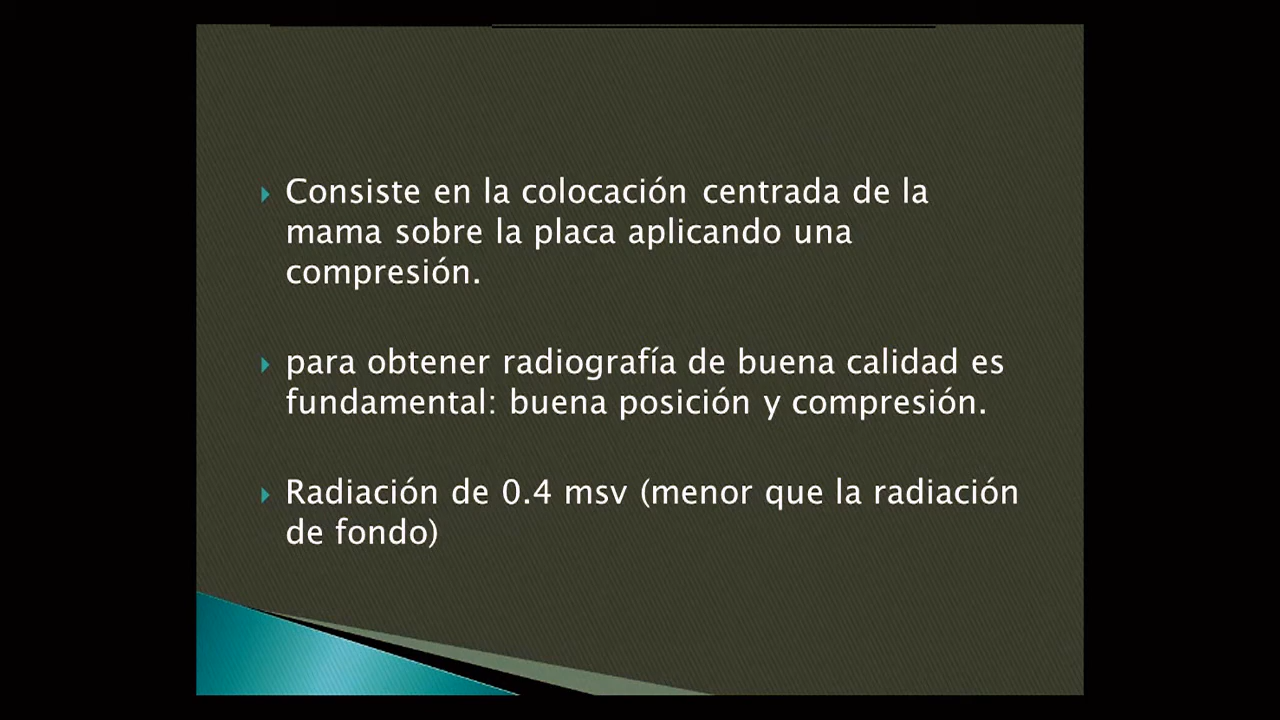 Consiste en la colocación centrada de la
mama sobre la placa aplicando una
compresión.
para obtener radiografía de buena calidad es
fundamental: buena posición y compresión.
Radiación de 0.4 msv (menor que la radiación
de fondo)